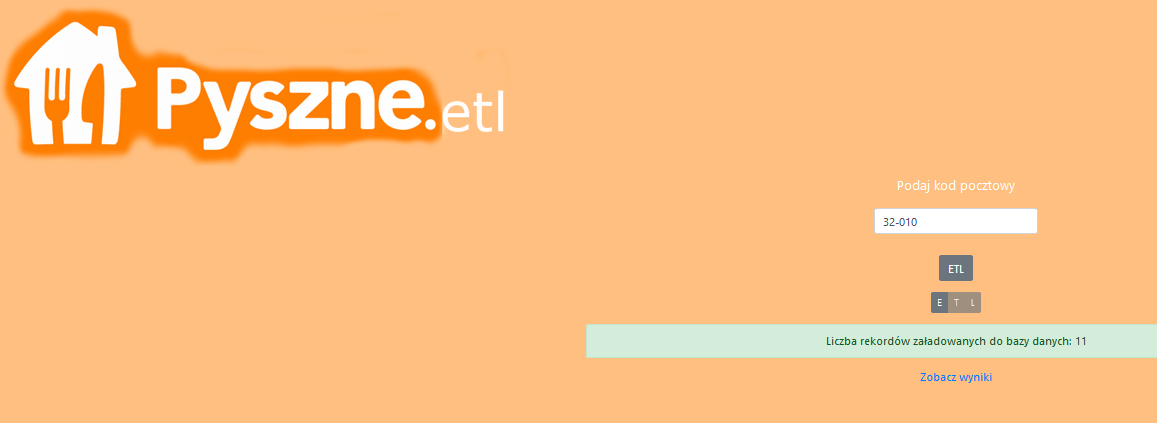 Pyszne.etl
Podaj kod pocztowy
32-010
ETL
E T L
Liczba rekordów załadowanych do bazy danych: 11
Zobacz wyniki